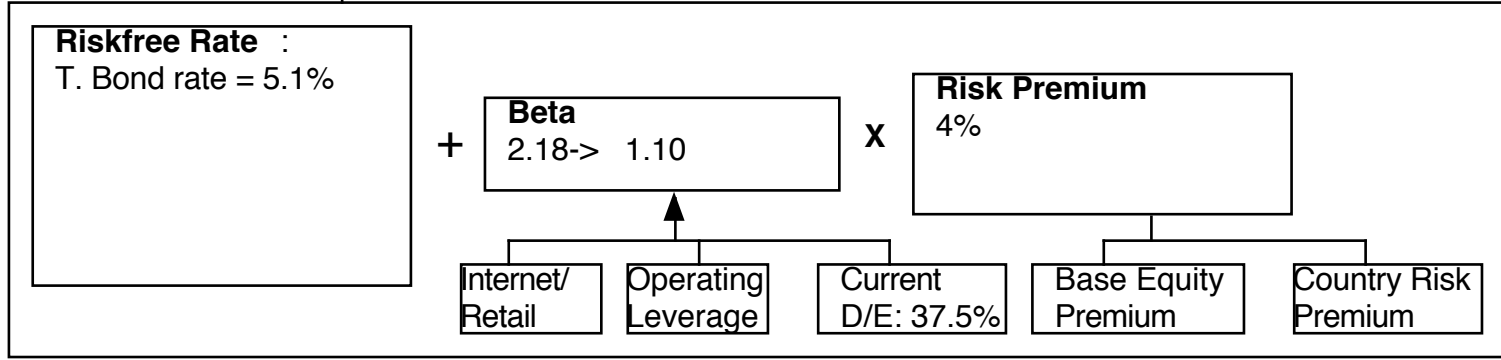 Riskfree Rate :
T. Bond rate = 5.1%
+
Beta
2.18-> 1.10
X
Risk Premium
4%
Internet/
Retail
Operating
Leverage
Current
D/E: 37.5%
Base Equity
Premium
Country Risk
Premium